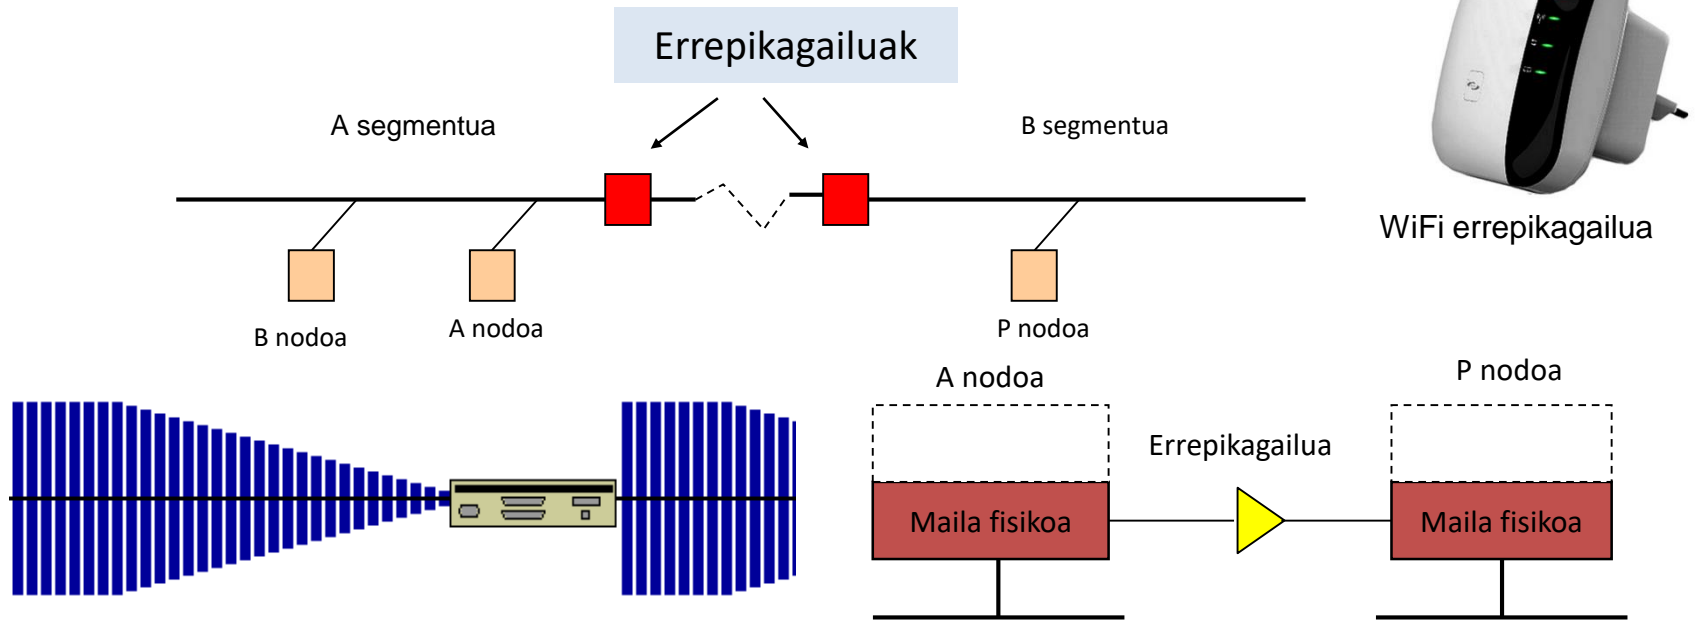 Errepikagailuak
A segmentua
B segmentua
WiFi errepikagailua
B nodoa
A nodoa
P nodoa
A nodoa
P nodoa
Errepikagailua
Maila fisikoa
Maila fisikoa